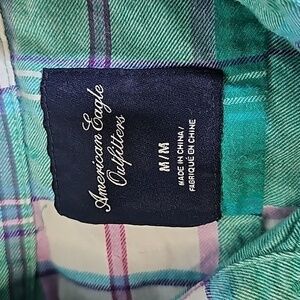 American Eagle
Outfitters
M/M
MADE IN CHINA/
FABRIQUÉ EN CHINE